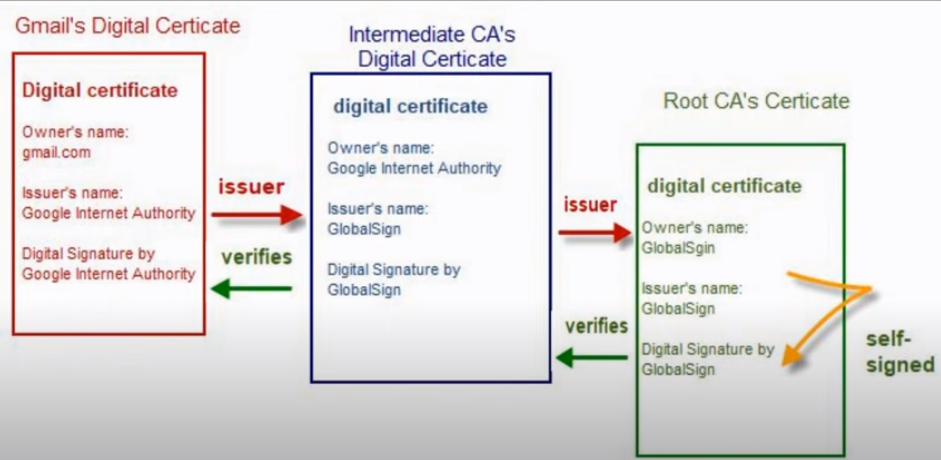 Gmail's Digital Certicate
Digital certificate
Owner's name:
gmail.com
Issuer's name:
Google Internet Authority
Digital Signature by
Google Internet Authority
issuer
verifies
Intermediate CA's
Digital Certicate
digital certificate
Owner's name:
Google Internet Authority
Issuer's name:
GlobalSign
Digital Signature by
GlobalSign
issuer
verifies
Root CA's Certicate
digital certificate
Owner's name:
GlobalSgin
Issuer's name:
GlobalSign
Digital Signature by
GlobalSign
self-
signed